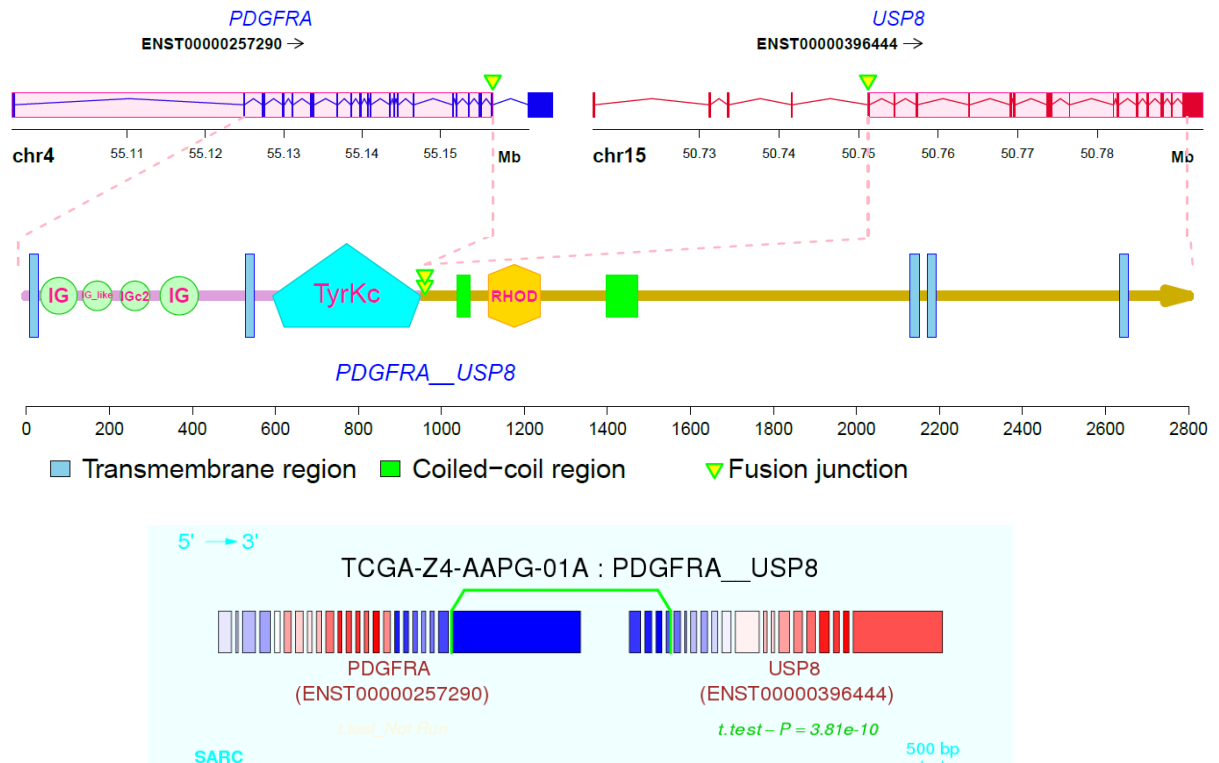 PDGFRA USP8
ENST00000257290 → ENST00000396444 →
chr4 55.11 55.12 55.13 55.14 55.15 Mb chr15 50.73 50.74 50.75 50.76 50.77 50.78 Mb
IG IG_like IGc2 IG TyrKc RHOD
PDGFRA__USP8
0 200 400 600 800 1000 1200 1400 1600 1800 2000 2200 2400 2600 2800
Transmembrane region Coiled−coil region Fusion junction
5' → 3'
TCGA-Z4-AAPG-01A : PDGFRA__USP8
PDGFRA USP8
(ENST00000257290) (ENST00000396444)
t.test_Not Run t.test − P = 3.81e-10
SARC 500 bp